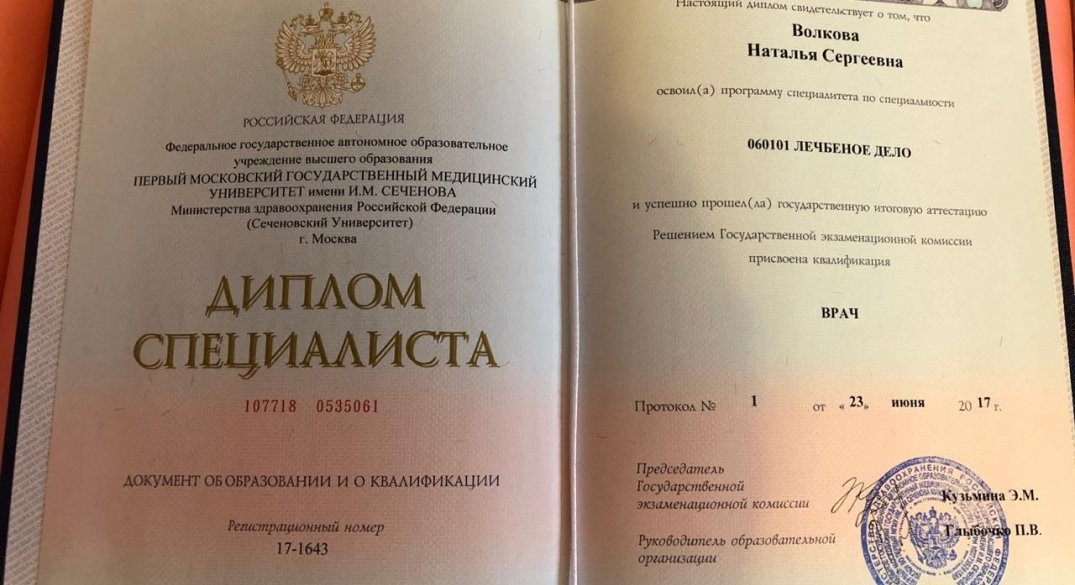 РОССИЙСКАЯ ФЕДЕРАЦИЯ
Федеральное государственное автономное образовательное
учреждение высшего образования
ПЕРВЫЙ МОСКОВСКИЙ ГОСУДАРСТВЕННЫЙ МЕДИЦИНСКИЙ
УНИВЕРСИТЕТ имени И.М. СЕЧЕНОВА
Министерства здравоохранения Российской Федерации
(Сеченовский Университет)
г. Москва
ДИПЛОМ
СПЕЦИАЛИСТА
107718 0535061
ДОКУМЕНТ ОБ ОБРАЗОВАНИИ И О КВАЛИФИКАЦИИ
Регистрационный номер
17-1643
Настоящий диплом свидетельствует о том, что
Волкова
Наталья Сергеевна
освоил(а) программу специалитета по специальности
060101 ЛЕЧБЕНОЕ ДЕЛО
и успешно прошел(ла) государственную итоговую аттестацию
Решением Государственной экзаменационной комиссии
присвоена квалификация
ВРАЧ
Протокол № 1 от «23» июня 2017 г.
Председатель
Государственной
экзаменационной комиссии
Кузьмина Э.М.
Руководитель образовательной
организации
Глыбочко П.В.